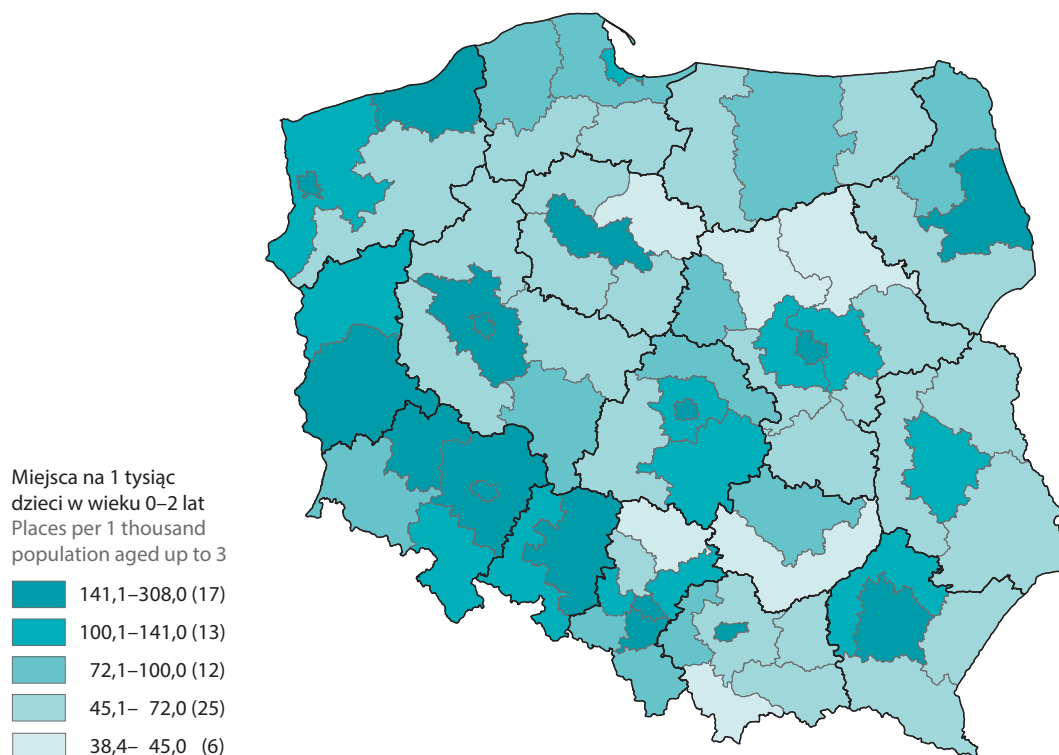 Miejsca na 1 tysiąc
dzieci w wieku 0–2 lat
Places per 1 thousand
population aged up to 3
141,1–308,0 (17)
100,1–141,0 (13)
72,1–100,0 (12)
45,1– 72,0 (25)
38,4– 45,0 (6)